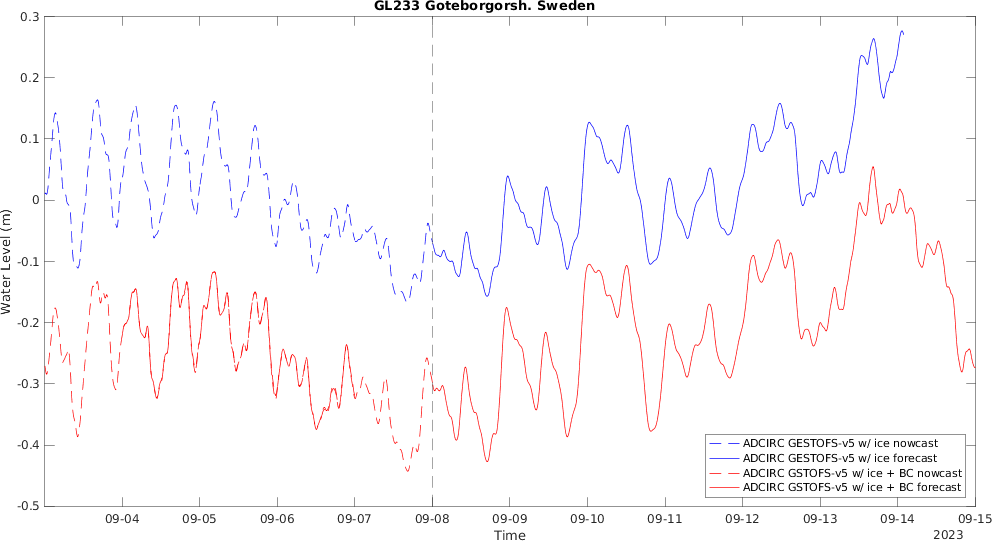 GL233 Goteborgorsh. Sweden
0.3
0.2
0.1
0
-0.1
-0.2
-0.3
-0.4
-0.5
Water Level (m)
ADCIRC GESTOFS-v5 w/ ice nowcast
ADCIRC GESTOFS-v5 w/ ice forecast
ADCIRC GSTOFS-v5 w/ ice + BC nowcast
ADCIRC GSTOFS-v5 w/ ice + BC forecast
09-04 09-05 09-06 09-07 09-08 09-09 09-10 09-11 09-12 09-13 09-14 09-15
Time
2023